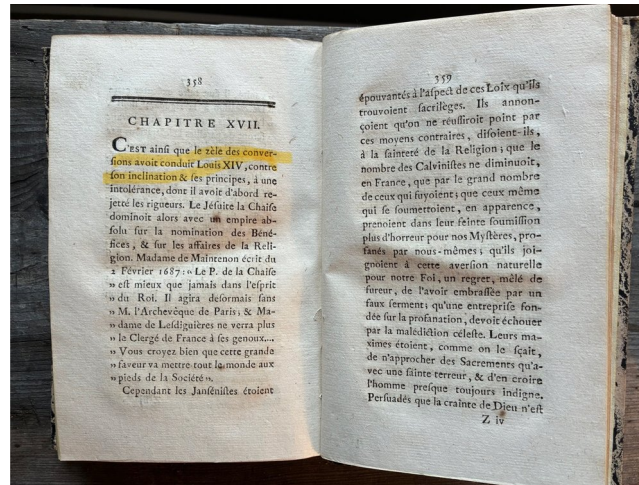 358
CHAPITRE XVII.
C'EST ainſi que le zèle des conver-
ſions avoit conduit Louis XIV, contre
ſon inclination & ſes principes, à une
intolérance, dont il avoit d'abord re-
jetté les rigueurs. Le Jéſuite la Chaiſe
dominoit alors avec un empire ab-
ſolu ſur la nomination des Béné-
fices, & ſur les affaires de la Reli-
gion. Madame de Maintenon écrit du
2 Février 1687: « Le P. de la Chaiſe
» eſt mieux que jamais dans l'eſprit
» du Roi. Il agira deſormais ſans
» M. l'Archevêque de Paris; & Ma-
» dame de Leſdiguières ne verra plus
» le Clergé de France à ſes genoux....
» Vous croyez bien que cette grande
» faveur va mettre tout le monde aux
» pieds de la Société ».
Cependant les Janſéniſtes étoient
359
épouvantés à l'aſpect de ces Loix qu'ils
trouvoient ſacrilèges. Ils annon-
çoient qu'on ne réuſſiroit point par
ces moyens contraires, diſoient-ils,
à la ſainteté de la Religion; que le
nombre des Calviniſtes ne diminuoit,
en France, que par le grand nombre
de ceux qui fuyoient; que ceux même
qui ſe ſoumettoient, en apparence,
prenoient dans leur feinte ſoumiſſion
plus d'horreur pour nos Myſtères, pro-
fanés par nous-mêmes; qu'ils joi-
gnoient à cette averſion naturelle
pour notre Foi, un regret, mêlé de
fureur, de l'avoir embraſſée par un
faux ſerment; qu'une entrepriſe fon-
dée ſur la profanation, devoit échouer
par la malédiction céleſte. Leurs ma-
ximes étoient, comme on le ſçait,
de n'approcher des Sacrements qu'a-
vec une ſainte terreur, & d'en croire
l'homme preſque toujours indigne.
Perſuadés que la crainte de Dieu n'eſt
Z iv